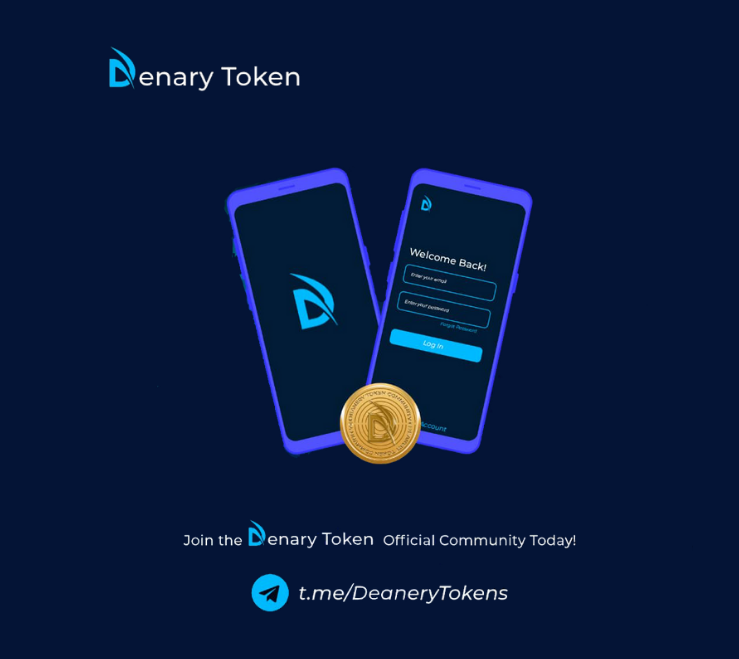 Denary Token
Welcome Back!
Enter your email
Enter your password
Forgot Password
Log In
Account
Join the Denary Token Official Community Today!
t.me/DeaneryTokens